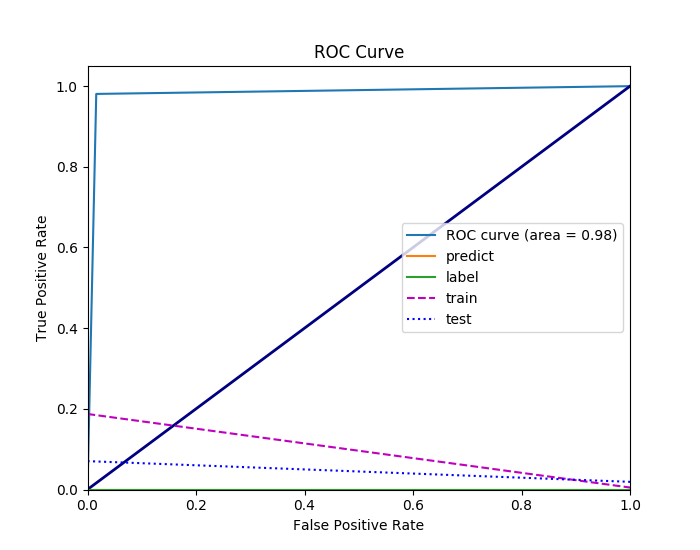 ROC Curve
1.0
0.8
0.6
0.4
0.2
0.0
True Positive Rate
ROC curve (area = 0.98)
predict
label
train
test
0.0 0.2 0.4 0.6 0.8 1.0
False Positive Rate